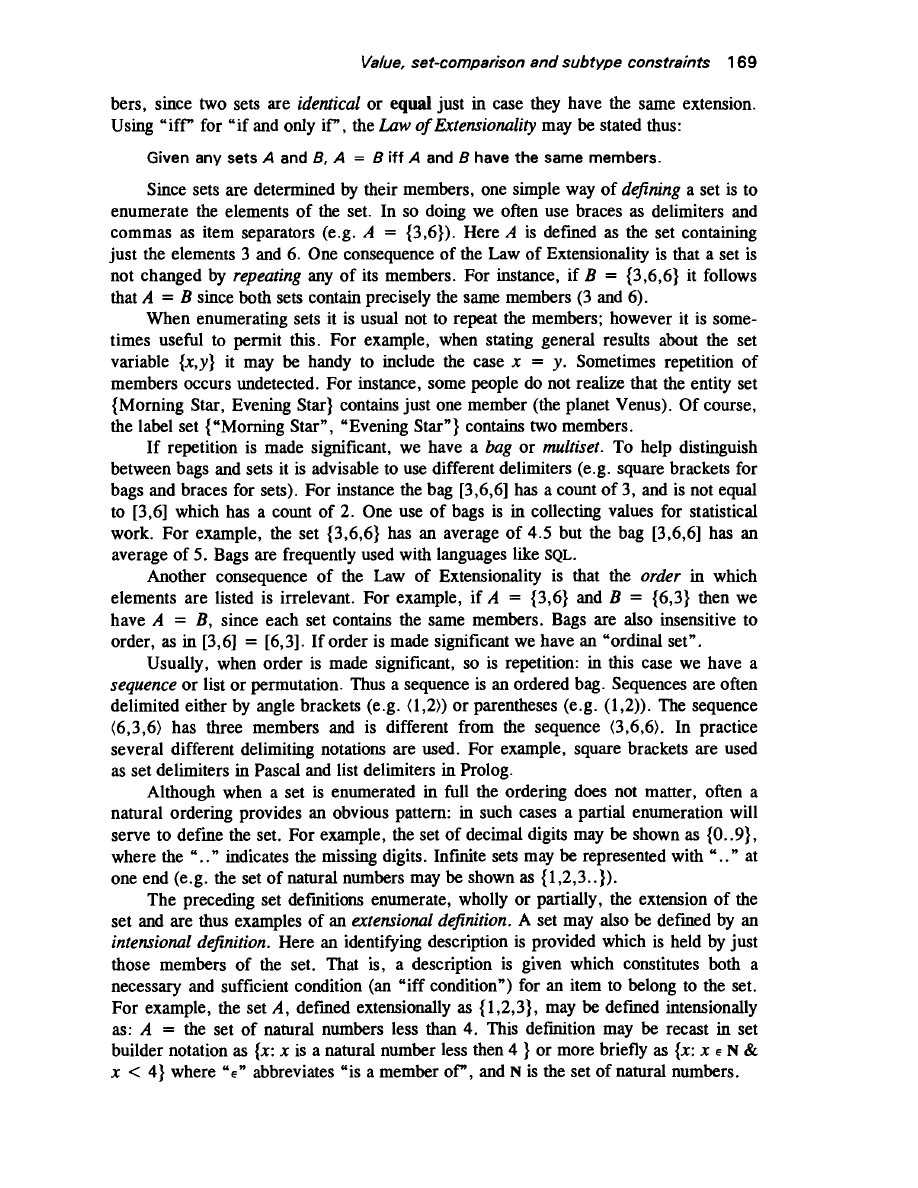 Value, set-comparison and subtype constraints 169
bers, since two sets are identical or equal just in case they have the same extension.
Using “iff” for “if and only if”, the Law of Extensionality may be stated thus:
Given any sets A and B, A = B iff A and B have the same members.
Since sets are determined by their members, one simple way of defining a set is to
enumerate the elements of the set. In so doing we often use braces as delimiters and
commas as item separators (e.g. A = {3,6}). Here A is defined as the set containing
just the elements 3 and 6. One consequence of the Law of Extensionality is that a set is
not changed by repeating any of its members. For instance, if B = {3,6,6} it follows
that A = B since both sets contain precisely the same members (3 and 6).
When enumerating sets it is usual not to repeat the members; however it is some-
times useful to permit this. For example, when stating general results about the set
variable {x,y} it may be handy to include the case x = y. Sometimes repetition of
members occurs undetected. For instance, some people do not realize that the entity set
{Morning Star, Evening Star} contains just one member (the planet Venus). Of course,
the label set {“Morning Star”, “Evening Star”} contains two members.
If repetition is made significant, we have a bag or multiset. To help distinguish
between bags and sets it is advisable to use different delimiters (e.g. square brackets for
bags and braces for sets). For instance the bag [3,6,6] has a count of 3, and is not equal
to [3,6] which has a count of 2. One use of bags is in collecting values for statistical
work. For example, the set {3,6,6} has an average of 4.5 but the bag [3,6,6] has an
average of 5. Bags are frequently used with languages like SQL.
Another consequence of the Law of Extensionality is that the order in which
elements are listed is irrelevant. For example, if A = {3,6} and B = {6,3} then we
have A = B, since each set contains the same members. Bags are also insensitive to
order, as in [3,6] = [6,3]. If order is made significant we have an “ordinal set”.
Usually, when order is made significant, so is repetition: in this case we have a
sequence or list or permutation. Thus a sequence is an ordered bag. Sequences are often
delimited either by angle brackets (e.g. ⟨1,2⟩) or parentheses (e.g. (1,2)). The sequence
⟨6,3,6⟩ has three members and is different from the sequence ⟨3,6,6⟩. In practice
several different delimiting notations are used. For example, square brackets are used
as set delimiters in Pascal and list delimiters in Prolog.
Although when a set is enumerated in full the ordering does not matter, often a
natural ordering provides an obvious pattern: in such cases a partial enumeration will
serve to define the set. For example, the set of decimal digits may be shown as {0..9},
where the “..” indicates the missing digits. Infinite sets may be represented with “..” at
one end (e.g. the set of natural numbers may be shown as {1,2,3..}).
The preceding set definitions enumerate, wholly or partially, the extension of the
set and are thus examples of an extensional definition. A set may also be defined by an
intensional definition. Here an identifying description is provided which is held by just
those members of the set. That is, a description is given which constitutes both a
necessary and sufficient condition (an “iff condition”) for an item to belong to the set.
For example, the set A, defined extensionally as {1,2,3}, may be defined intensionally
as: A = the set of natural numbers less than 4. This definition may be recast in set
builder notation as {x: x is a natural number less then 4 } or more briefly as {x: x ϵ N &
x < 4} where “ϵ” abbreviates “is a member of”, and N is the set of natural numbers.